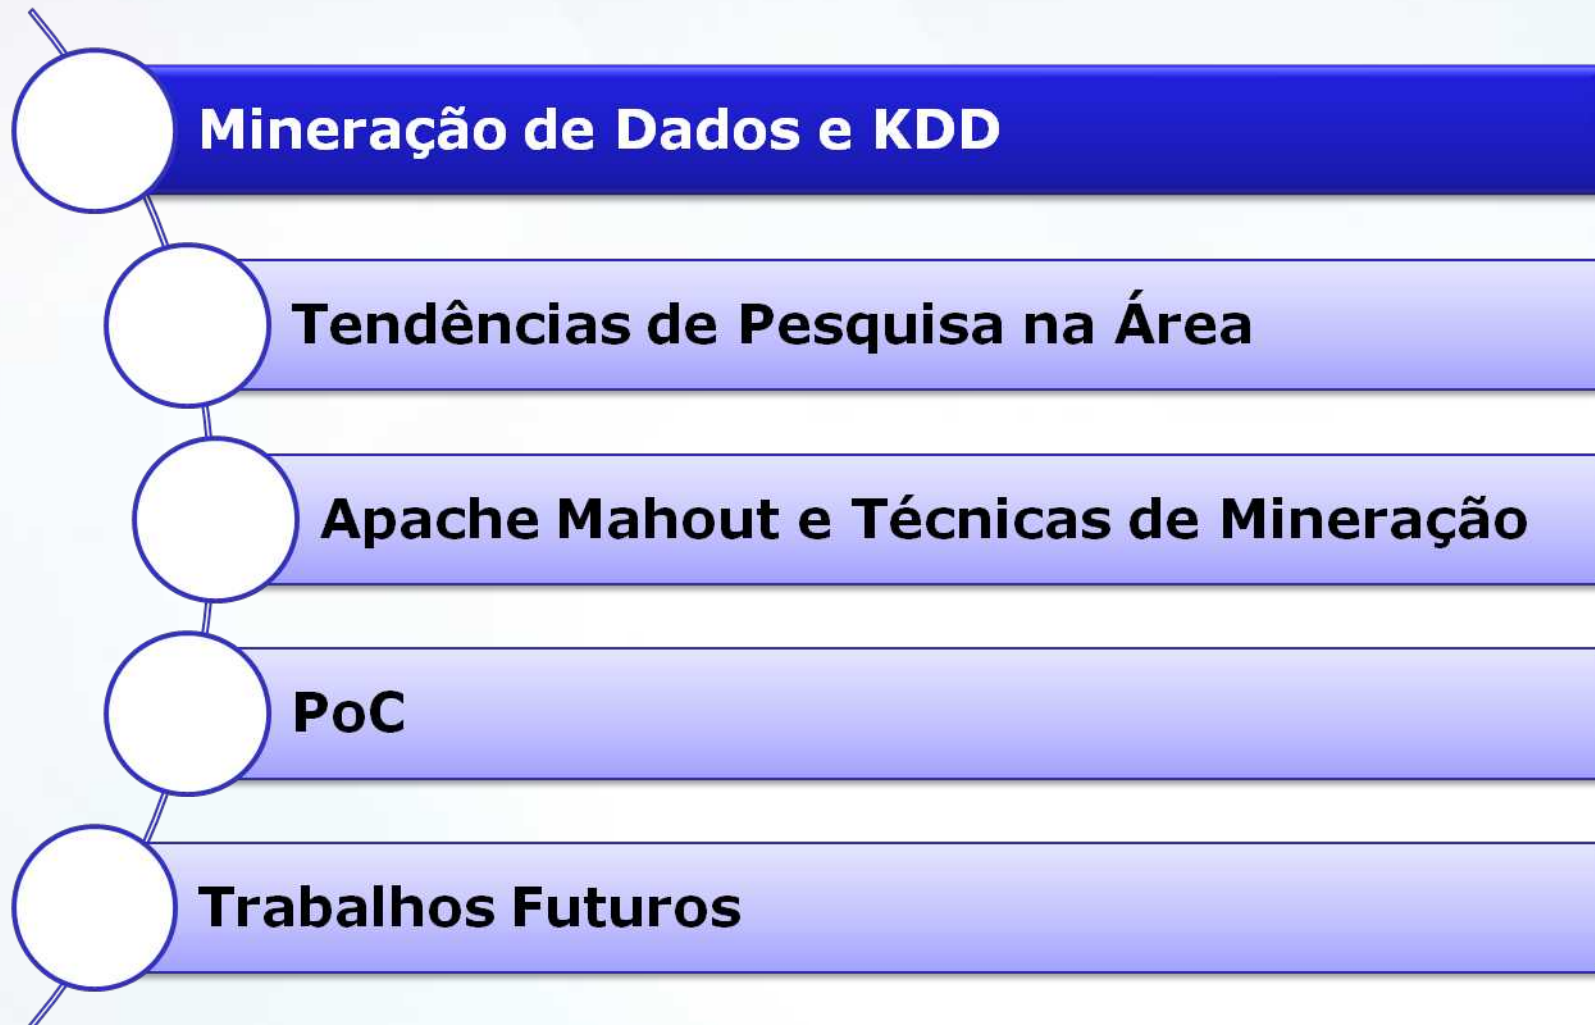 Mineração de Dados e KDD
Tendências de Pesquisa na Área
Apache Mahout e Técnicas de Mineração
PoC
Trabalhos Futuros